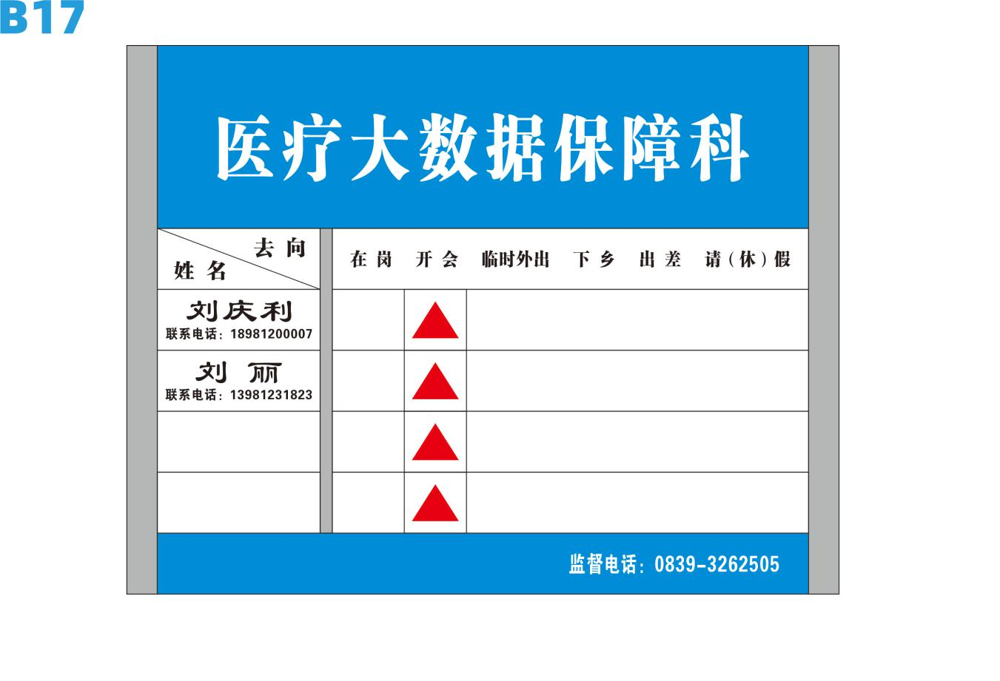 B17
医疗大数据保障科
去向
姓名
在岗 开会 临时外出 下乡 出差 请(休)假
刘庆利
联系电话：18981200007
刘丽
联系电话：13981231823
监督电话：0839-3262505